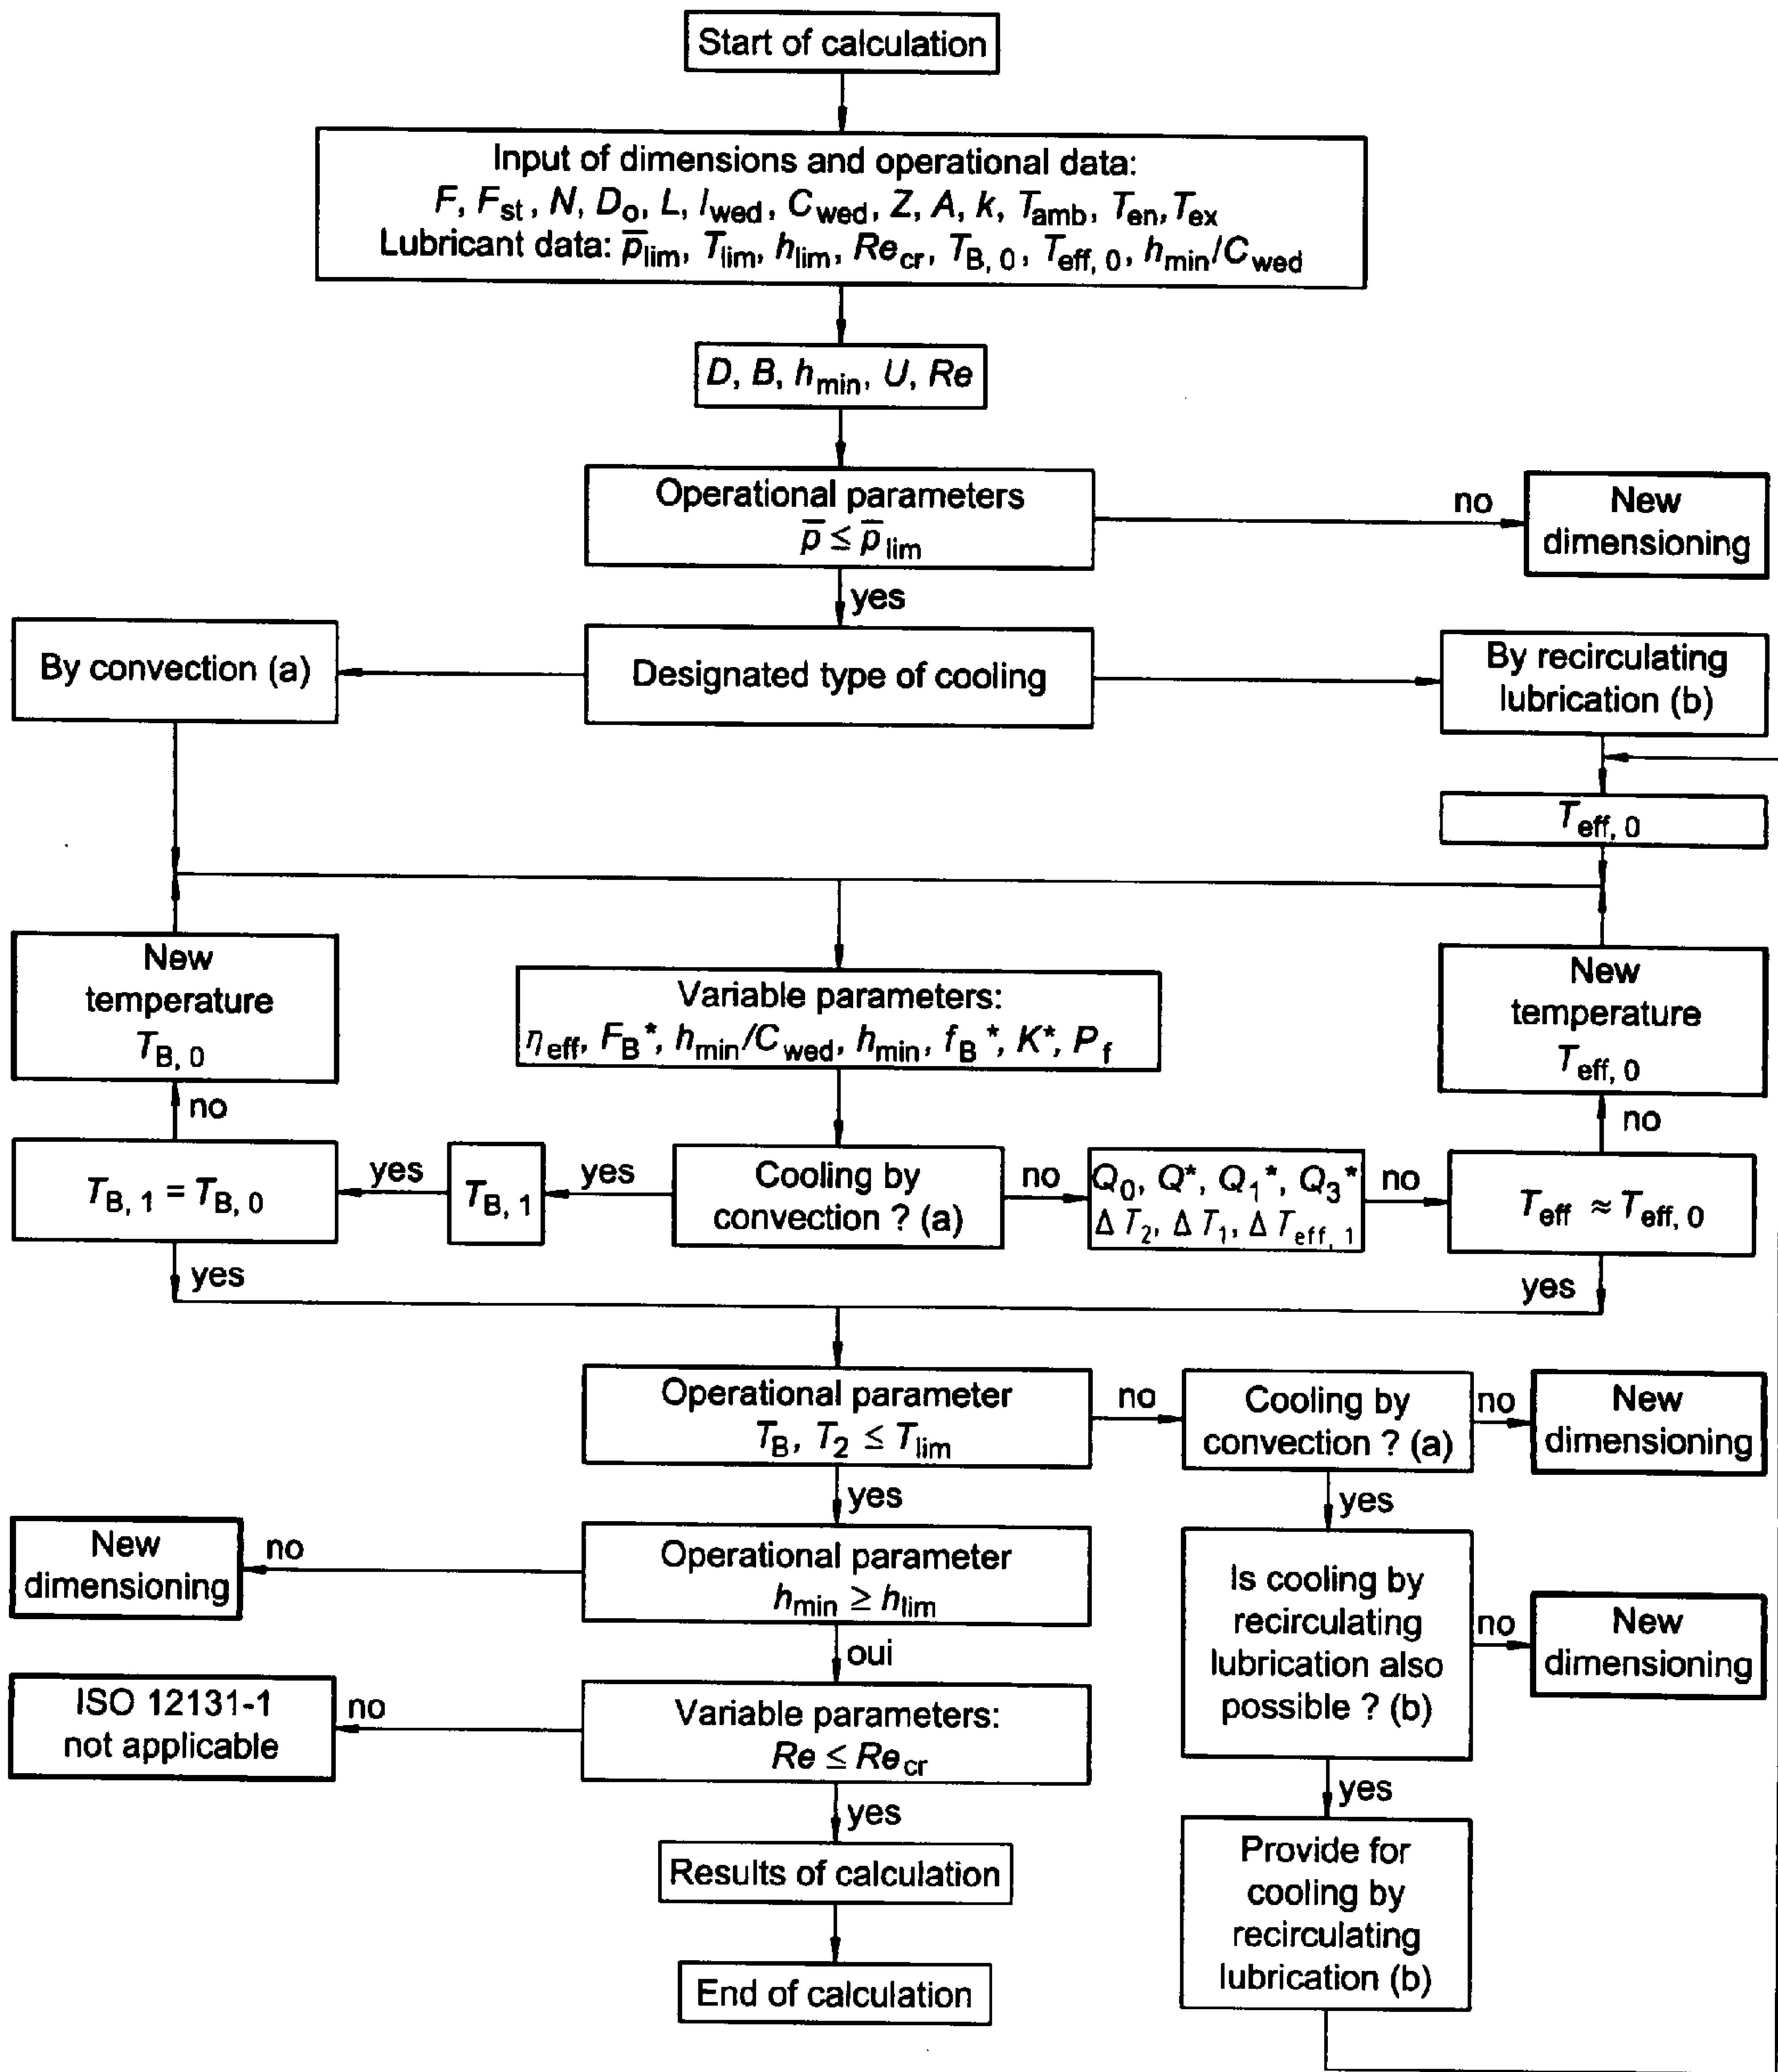 Start of calculation
Input of dimensions and operational data:
F, F_st, N, D_o, L, l_wed, C_wed, Z, A, k, T_amb, T_en, T_ex
Lubricant data: p̅_lim, T_lim, h_lim, Re_cr, T_B, 0, T_eff, 0, h_min/C_wed
D, B, h_min, U, Re
Operational parameters
p̅ ≤ p̅_lim
no
New
dimensioning
yes
By convection (a)
Designated type of cooling
By recirculating
lubrication (b)
T_eff, 0
New
temperature
T_B, 0
Variable parameters:
η_eff, F_B*, h_min/C_wed, h_min, f_B*, K*, P_f
New
temperature
T_eff, 0
no
no
T_B, 1 = T_B, 0
yes
T_B, 1
yes
Cooling by
convection ? (a)
no
Q_0, Q*, Q_1*, Q_3*
Δ T_2, Δ T_1, Δ T_eff, 1
no
T_eff ≈ T_eff, 0
yes
yes
Operational parameter
T_B, T_2 ≤ T_lim
no
Cooling by
convection ? (a)
no
New
dimensioning
yes
yes
New
dimensioning
no
Operational parameter
h_min ≥ h_lim
Is cooling by
recirculating
lubrication also
possible ? (b)
no
New
dimensioning
oui
ISO 12131-1
not applicable
no
Variable parameters:
Re ≤ Re_cr
yes
yes
Results of calculation
Provide for
cooling by
recirculating
lubrication (b)
End of calculation